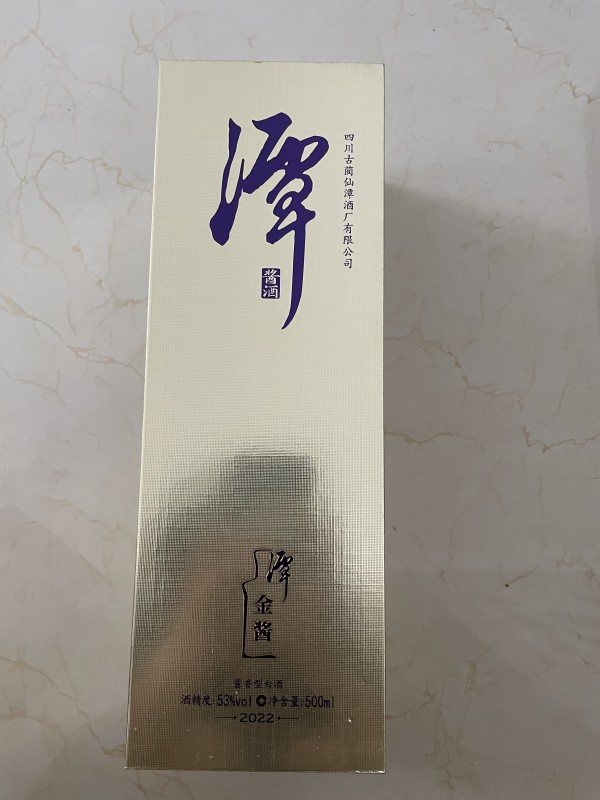 潭
酱酒
四川古蔺仙潭酒厂有限公司
潭
金酱
酱香型白酒
酒精度:53%vol 净含量:500ml
2022